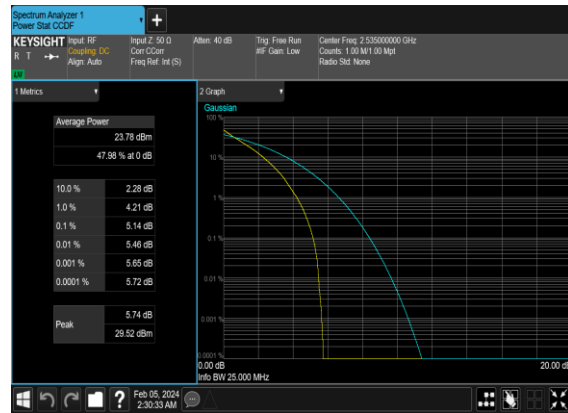 Spectrum Analyzer 1
Power Stat CCDF
KEYSIGHT
R T
LXI
Input: RF
Coupling: DC
Align: Auto
Input Z: 50 Ω
Corr CCorr
Freq Ref: Int (S)
Atten: 40 dB
Trig: Free Run
#IF Gain: Low
Center Freq: 2.535000000 GHz
Counts: 1.00 M/1.00 Mpt
Radio Std: None
1 Metrics
Average Power
23.78 dBm
47.98 % at 0 dB
10.0 % 2.28 dB
1.0 % 4.21 dB
0.1 % 5.14 dB
0.01 % 5.46 dB
0.001 % 5.65 dB
0.0001 % 5.72 dB
Peak
5.74 dB
29.52 dBm
2 Graph
Gaussian
100 %
10 %
1 %
0.1 %
0.01 %
0.001 %
0.0001 %
0.00 dB
20.00 dB
Info BW 25.000 MHz
?
Feb 05, 2024
2:30:33 AM